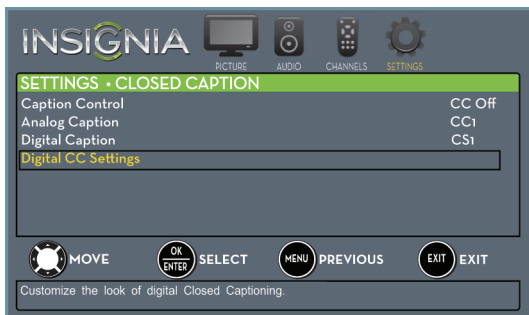 INSIGNIA
PICTURE AUDIO CHANNELS SETTINGS
SETTINGS • CLOSED CAPTION
Caption Control CC Off
Analog Caption CC1
Digital Caption CS1
Digital CC Settings
MOVE OK ENTER SELECT MENU PREVIOUS EXIT EXIT
Customize the look of digital Closed Captioning.